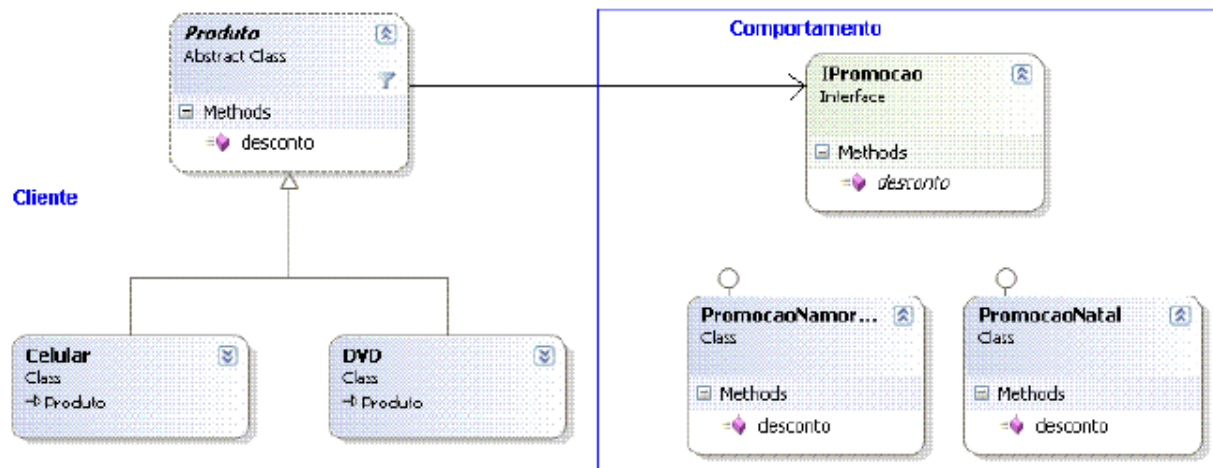 Produto
Abstract Class
Methods
desconto
Cliente
Comportamento
IPromocao
Interface
Methods
desconto
Celular
Class
Produto
DVD
Class
Produto
PromocaoNamor...
Class
Methods
desconto
PromocaoNatal
Class
Methods
desconto